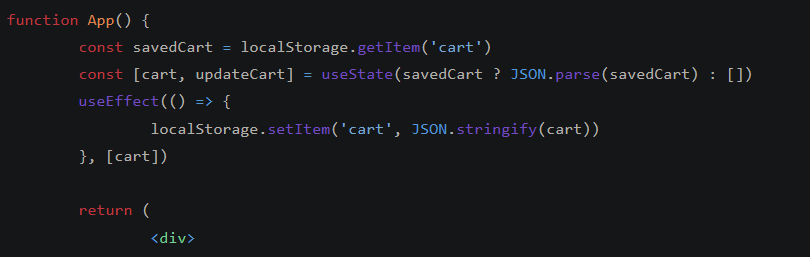 function App() {
const savedCart = localStorage.getItem('cart')
const [cart, updateCart] = useState(savedCart ? JSON.parse(savedCart) : [])
useEffect(() => {
localStorage.setItem('cart', JSON.stringify(cart))
}, [cart])
return (
<div>